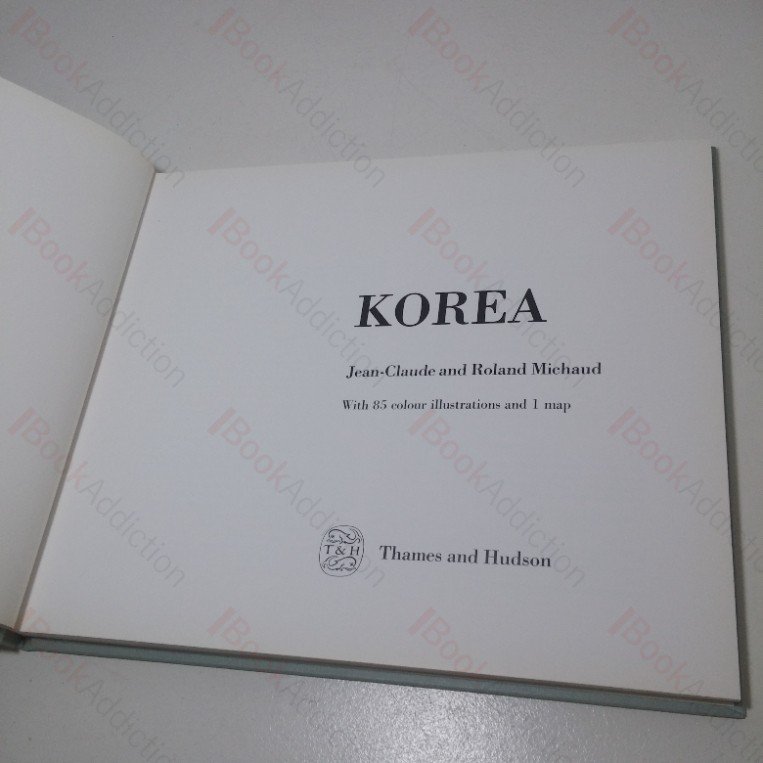 KOREA
Jean-Claude and Roland Michaud
With 85 colour illustrations and 1 map
T & H
Thames and Hudson
BookAddiction